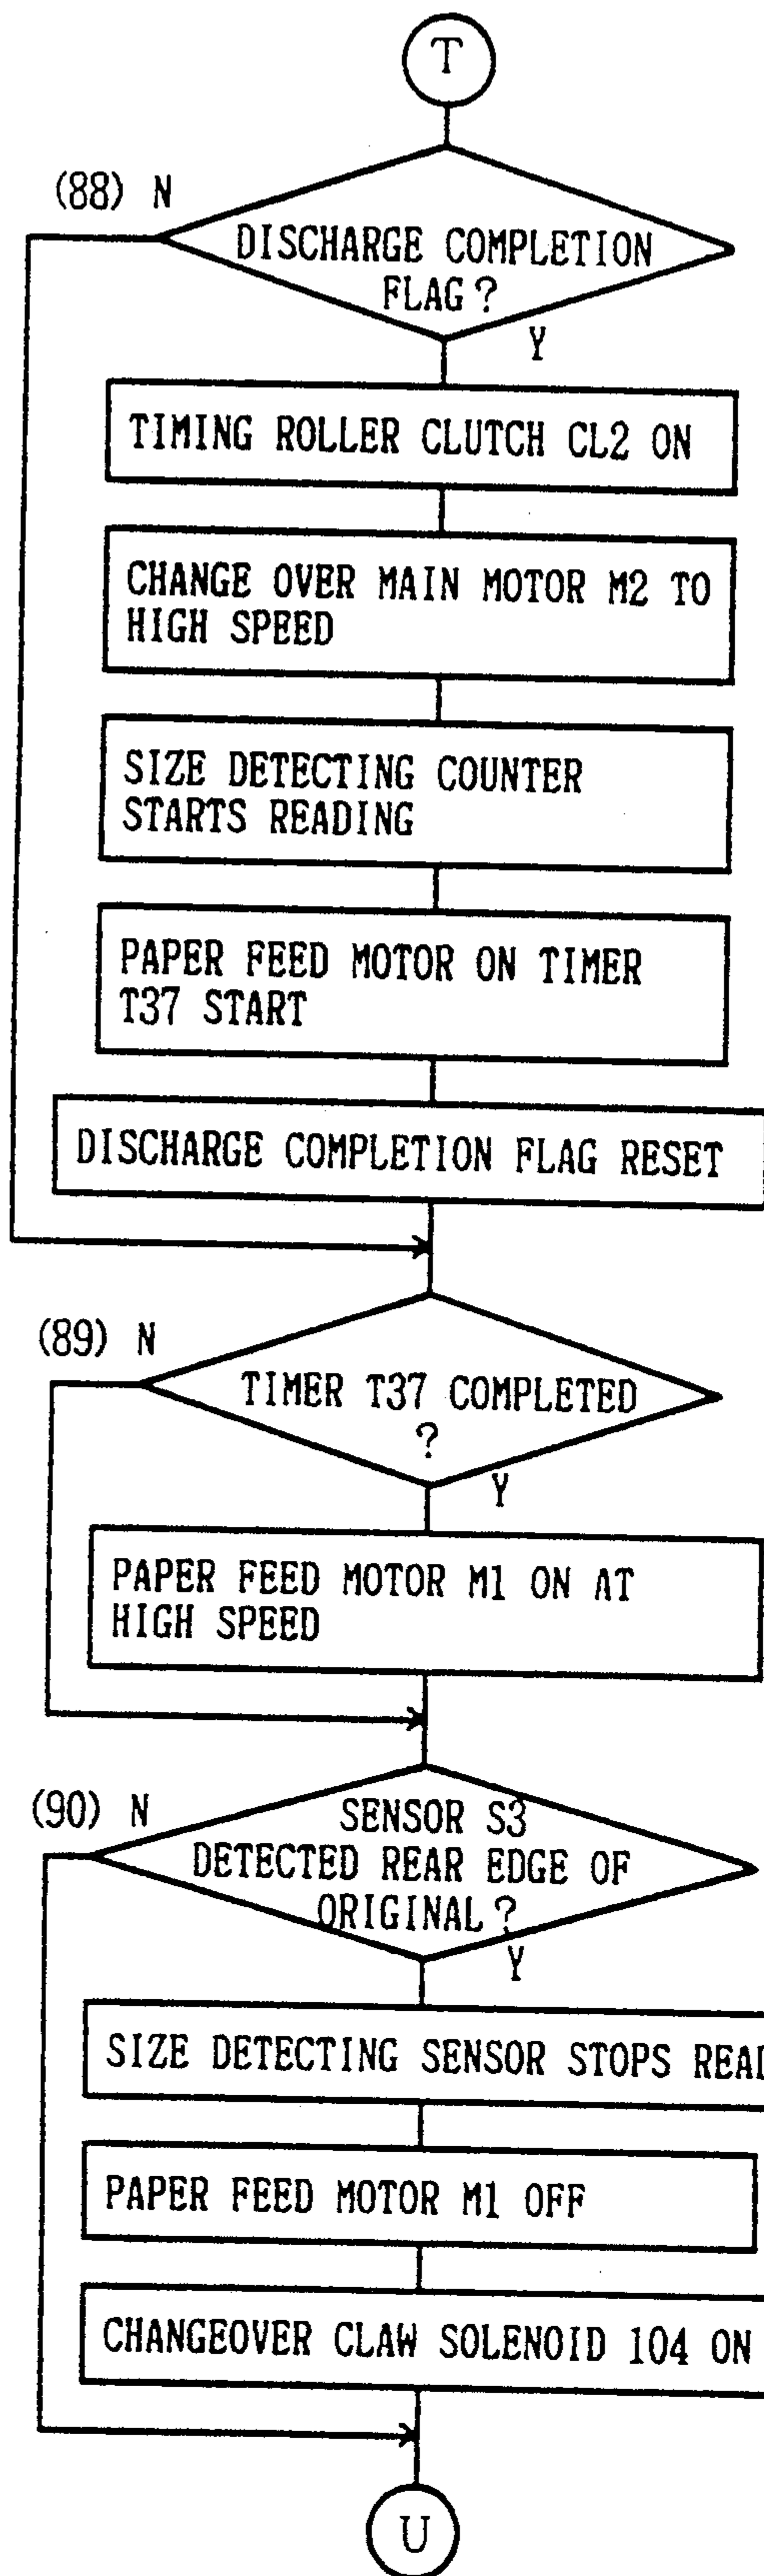 T
(88) N
DISCHARGE COMPLETION
FLAG?
Y
TIMING ROLLER CLUTCH CL2 ON
CHANGE OVER MAIN MOTOR M2 TO
HIGH SPEED
SIZE DETECTING COUNTER
STARTS READING
PAPER FEED MOTOR ON TIMER
T37 START
DISCHARGE COMPLETION FLAG RESET
(89) N
TIMER T37 COMPLETED
?
Y
PAPER FEED MOTOR M1 ON AT
HIGH SPEED
(90) N
SENSOR S3
DETECTED REAR EDGE OF
ORIGINAL?
Y
SIZE DETECTING SENSOR STOPS READ
PAPER FEED MOTOR M1 OFF
CHANGEOVER CLAW SOLENOID 104 ON
U